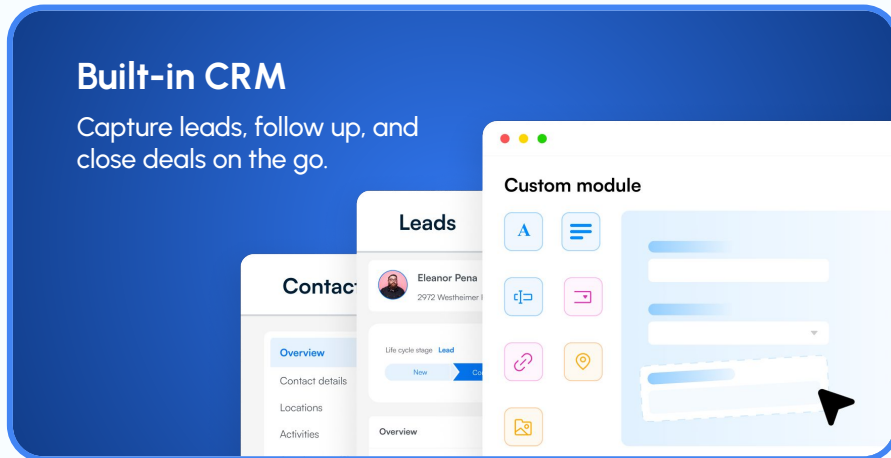 Built-in CRM
Capture leads, follow up, and
close deals on the go.
Custom module
A
Leads
Eleanor Pena
2972 Westheimer
Life cycle stage Lead
New
Overview
Overview
Contact details
Locations
Activities